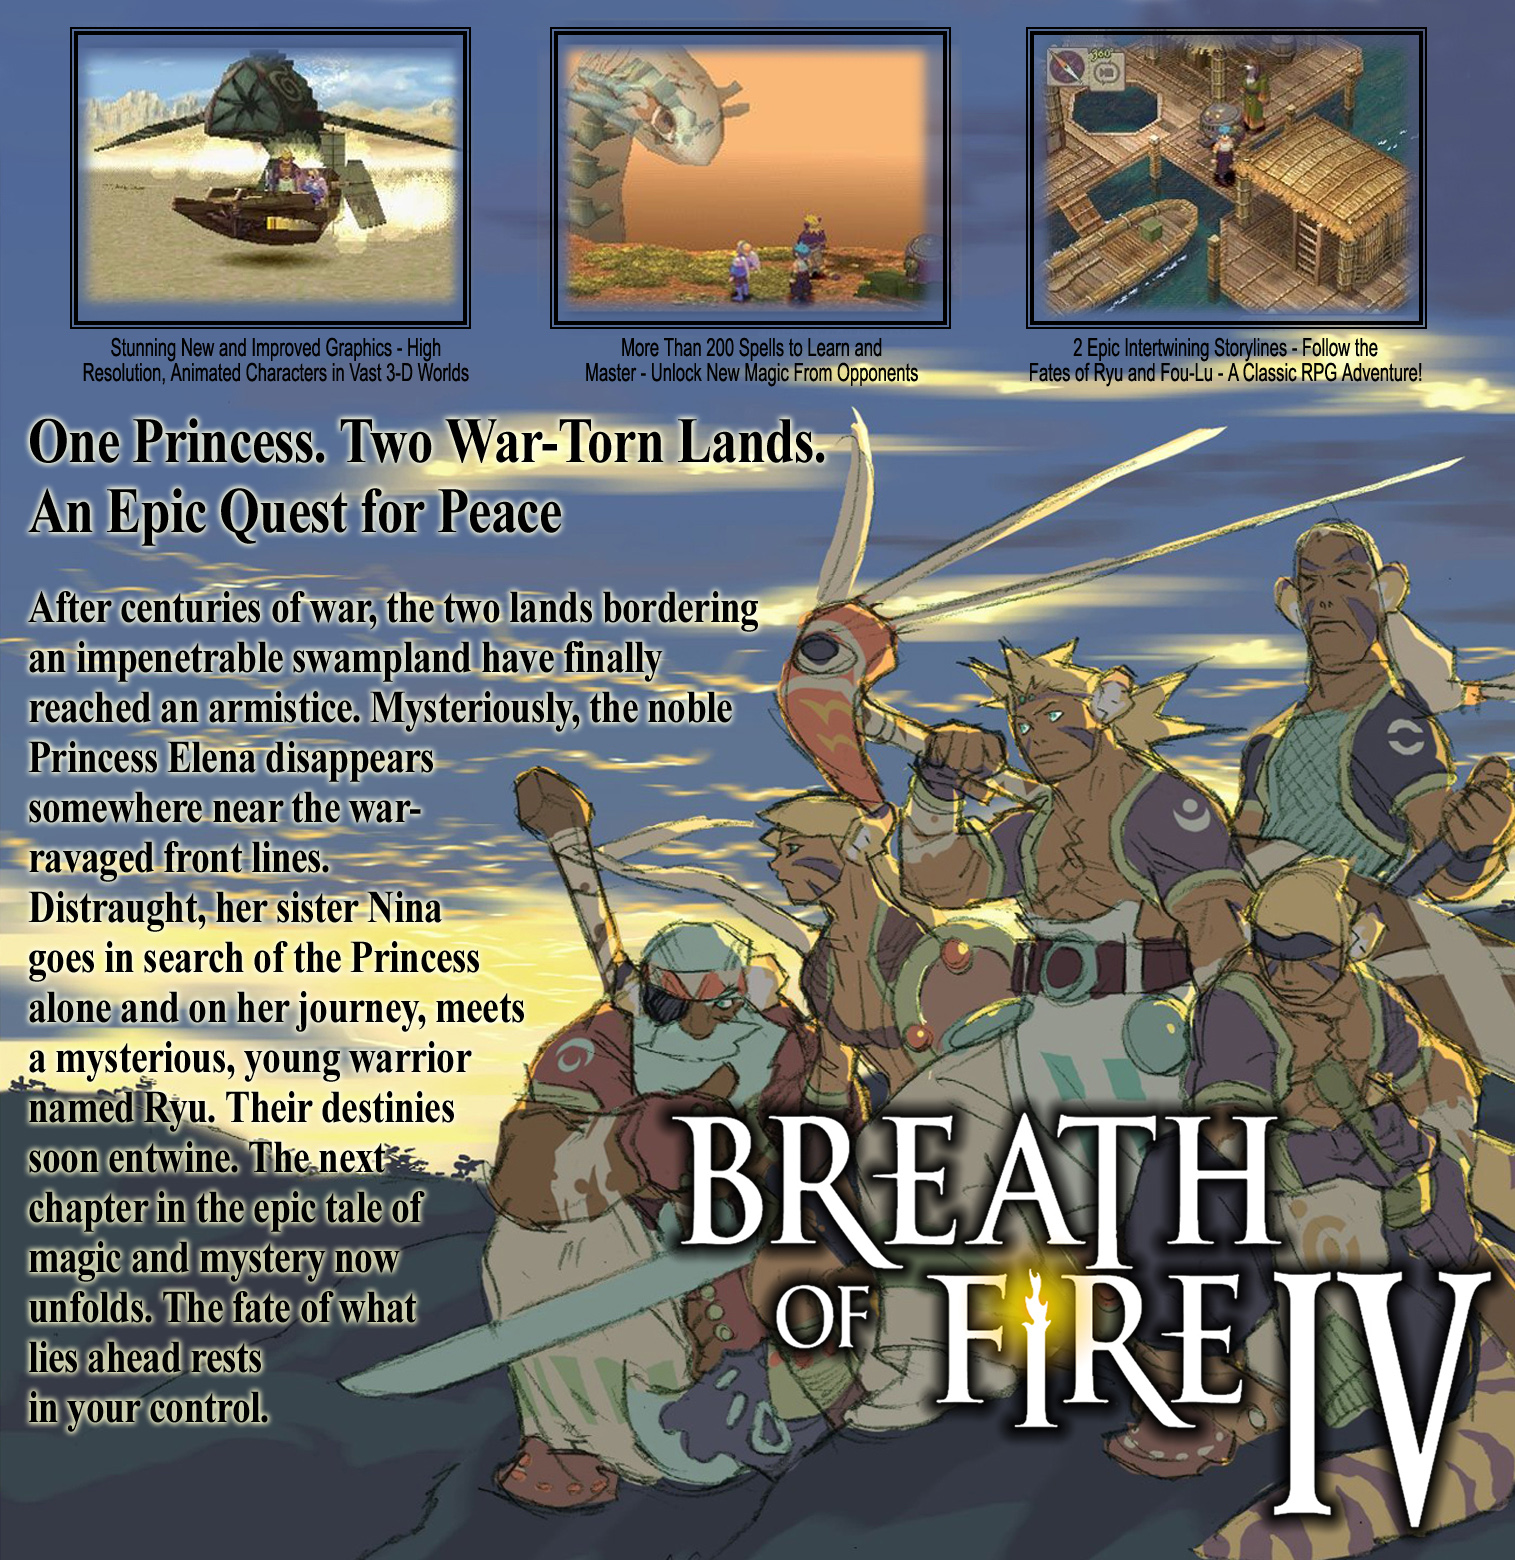 360°
Stunning New and Improved Graphics - High
Resolution, Animated Characters in Vast 3-D Worlds
More Than 200 Spells to Learn and
Master - Unlock New Magic From Opponents
2 Epic Intertwining Storylines - Follow the
Fates of Ryu and Fou-Lu - A Classic RPG Adventure!
One Princess. Two War-Torn Lands.
An Epic Quest for Peace
After centuries of war, the two lands bordering
an impenetrable swampland have finally
reached an armistice. Mysteriously, the noble
Princess Elena disappears
somewhere near the war-
ravaged front lines.
Distraught, her sister Nina
goes in search of the Princess
alone and on her journey, meets
a mysterious, young warrior
named Ryu. Their destinies
soon entwine. The next
chapter in the epic tale of
magic and mystery now
unfolds. The fate of what
lies ahead rests
in your control.
BREATH
OF FIRE IV